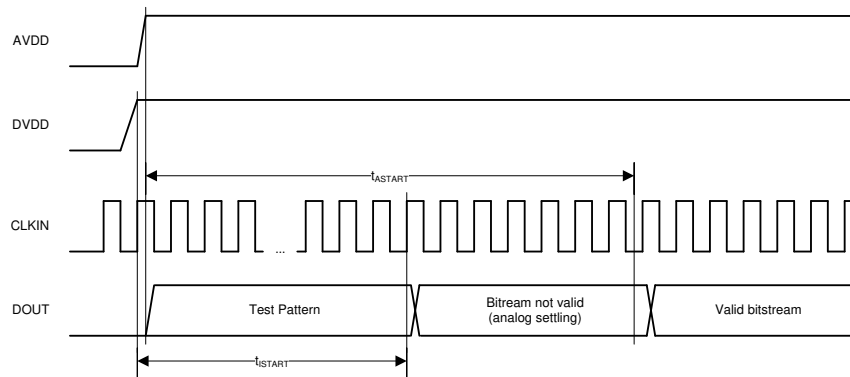 AVDD
DVDD
tASTART
CLKIN
...
DOUT
Test Pattern
Bitream not valid
(analog settling)
Valid bitstream
tISTART